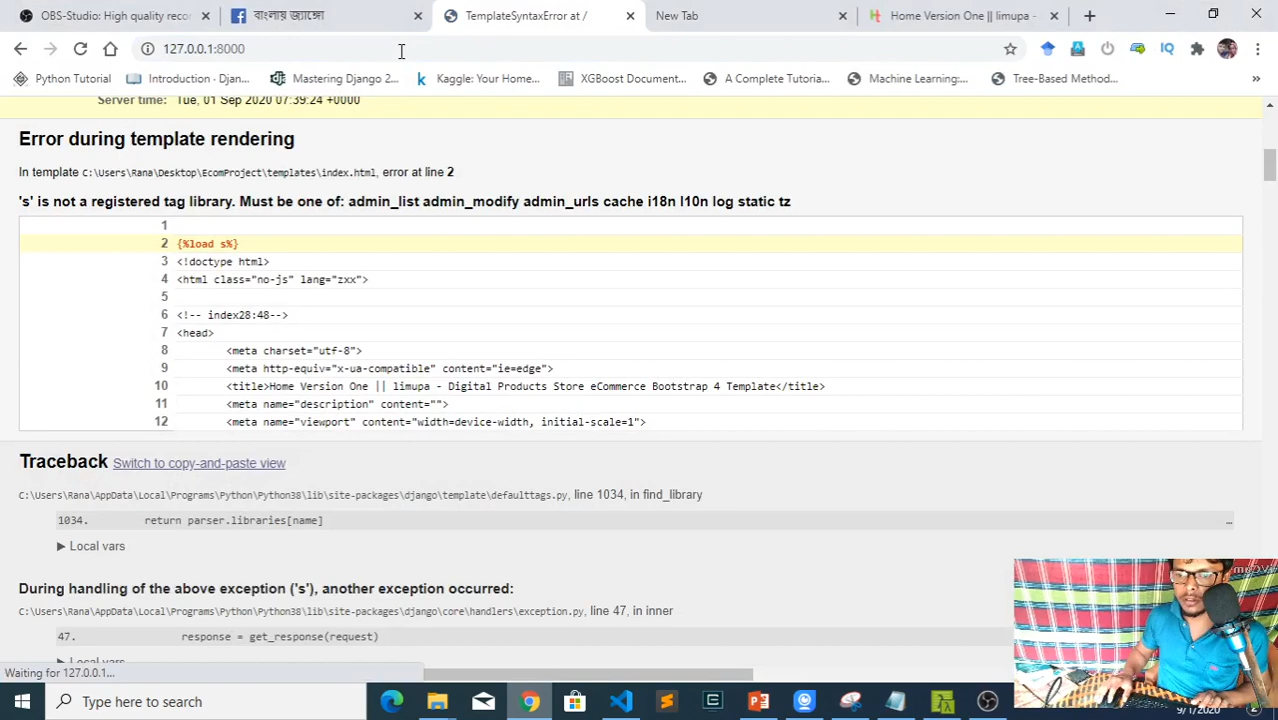 OBS-Studio: High quality recor
বাংলায় জ্যাঙ্গো
TemplateSyntaxError at /
New Tab
Home Version One || limupa -
127.0.0.1:8000
Python Tutorial
Introduction · Djan...
Mastering Django 2...
Kaggle: Your Home...
XGBoost Document...
A Complete Tutoria...
Machine Learning:...
Tree-Based Method...
Server time: Tue, 01 Sep 2020 07:39:24 +0000
Error during template rendering
In template C:\Users\Rana\Desktop\EcomProject\templates\index.html, error at line 2
's' is not a registered tag library. Must be one of: admin_list admin_modify admin_urls cache i18n l10n log static tz
1
2 {%load s%}
3 <!doctype html>
4 <html class="no-js" lang="zxx">
5
6 <!-- index28:48-->
7 <head>
8 <meta charset="utf-8">
9 <meta http-equiv="x-ua-compatible" content="ie=edge">
10 <title>Home Version One || limupa - Digital Products Store eCommerce Bootstrap 4 Template</title>
11 <meta name="description" content="">
12 <meta name="viewport" content="width=device-width, initial-scale=1">
Traceback Switch to copy-and-paste view
C:\Users\Rana\AppData\Local\Programs\Python\Python38\lib\site-packages\django\template\defaulttags.py, line 1034, in find_library
1034. return parser.libraries[name] …
▶ Local vars
During handling of the above exception ('s'), another exception occurred:
C:\Users\Rana\AppData\Local\Programs\Python\Python38\lib\site-packages\django\core\handlers\exception.py, line 47, in inner
47. response = get_response(request)
▶ Local vars
Waiting for 127.0.0.1...
Type here to search
9/1/2020